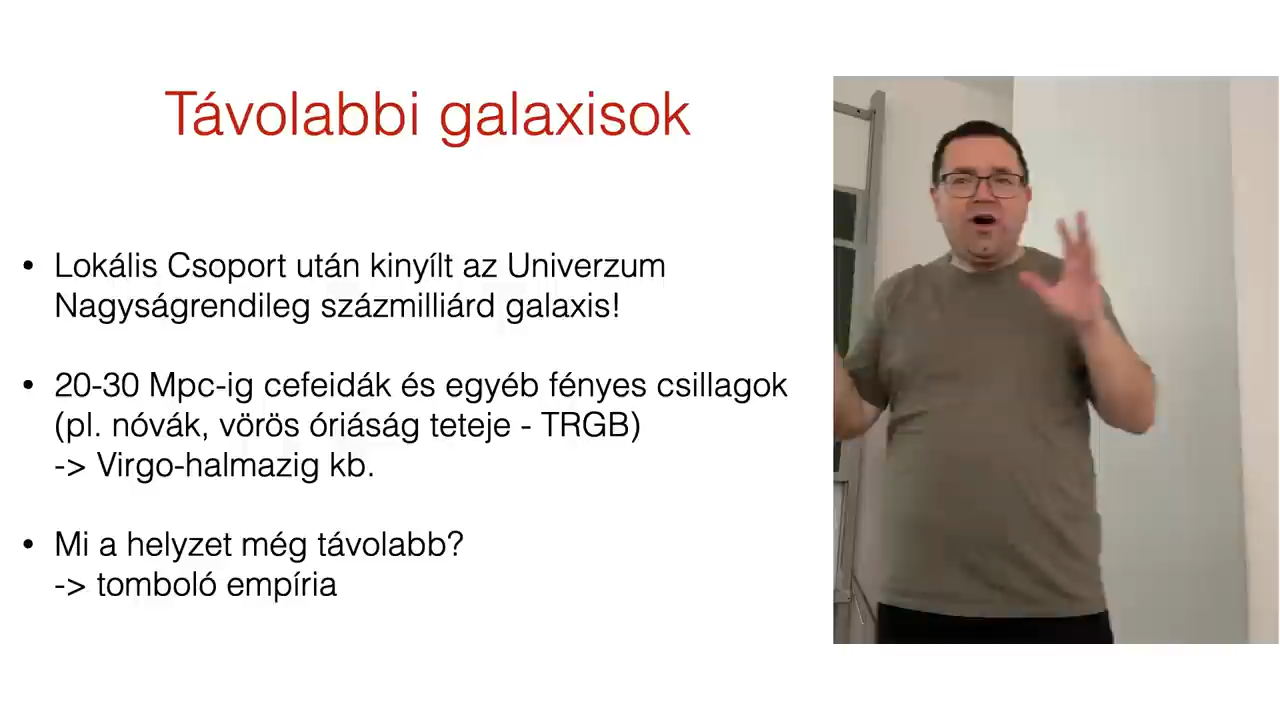 Távolabbi galaxisok
• Lokális Csoport után kinyílt az Univerzum
Nagyságrendileg százmilliárd galaxis!
• 20-30 Mpc-ig cefeidák és egyéb fényes csillagok
(pl. nóvák, vörös óriáság teteje - TRGB)
-> Virgo-halmazig kb.
• Mi a helyzet még távolabb?
-> tomboló empíria